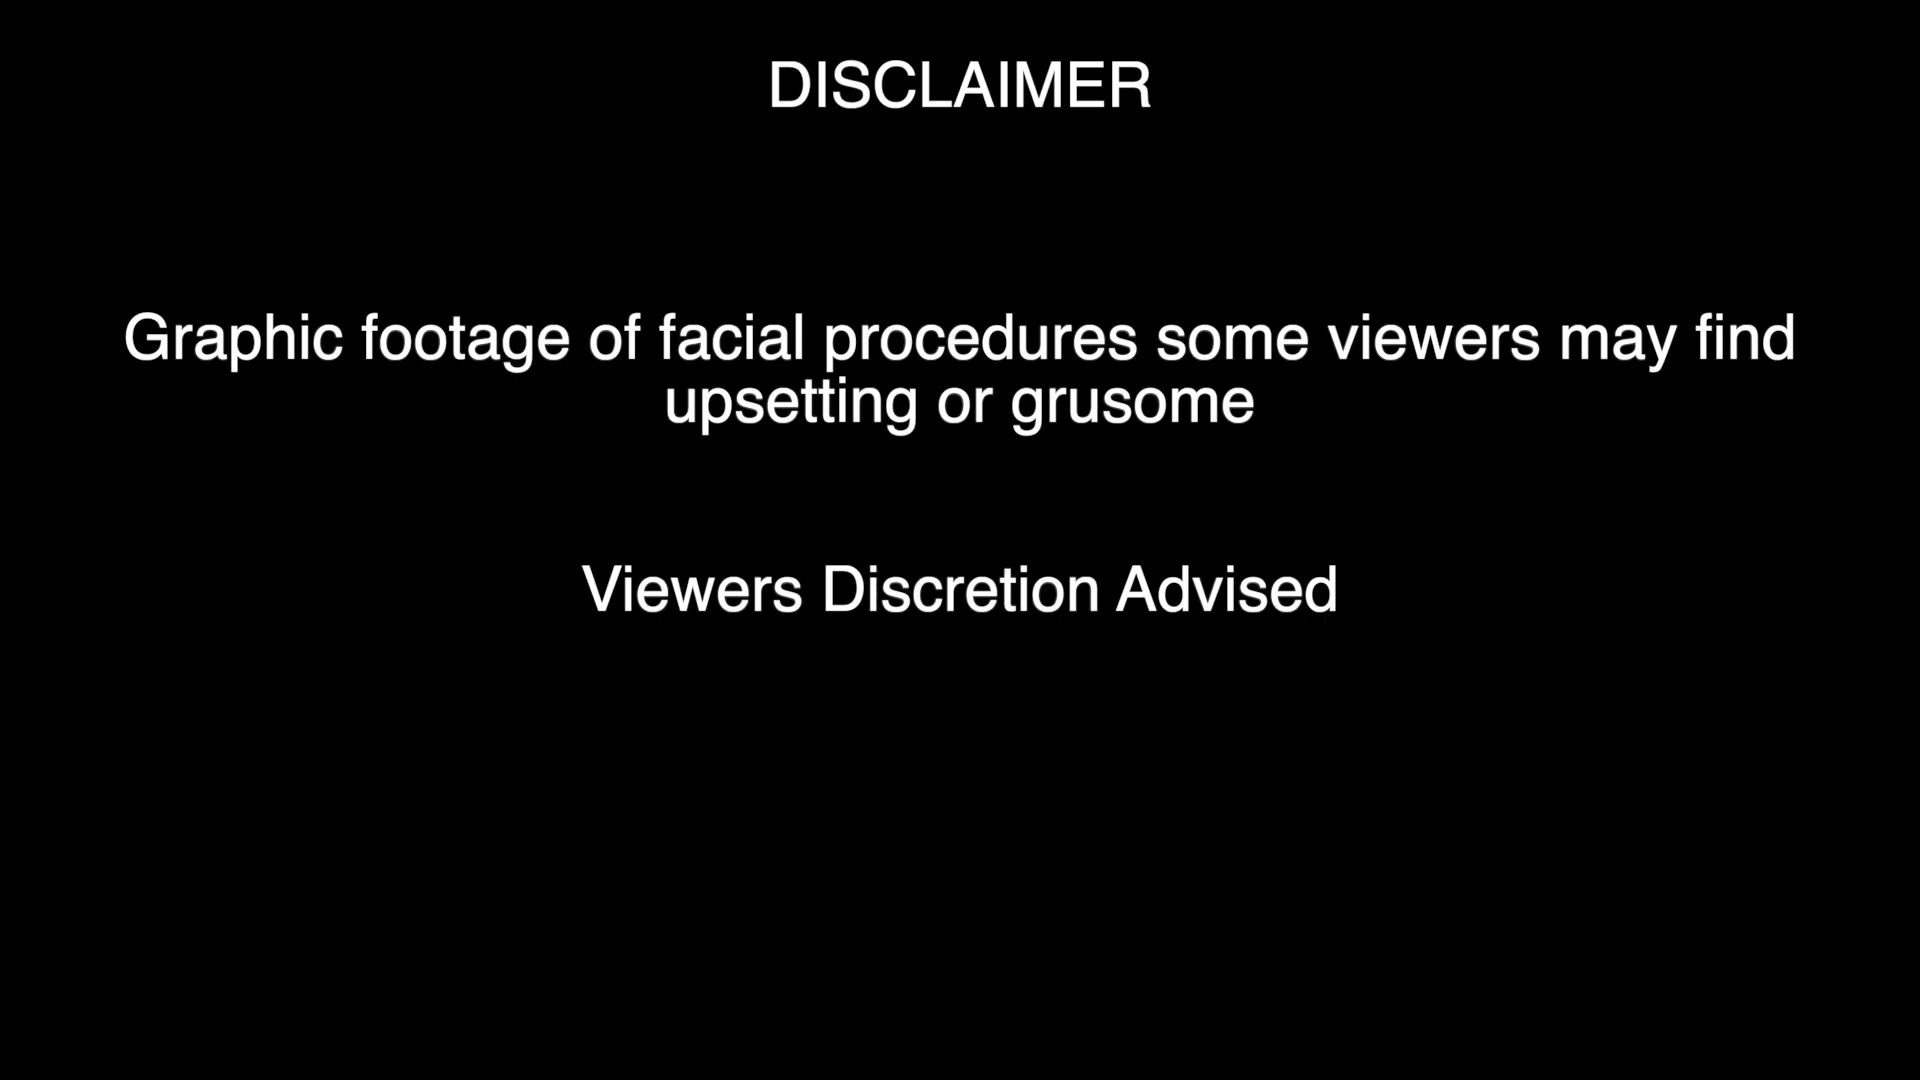 DISCLAIMER
Graphic footage of facial procedures some viewers may find
upsetting or grusome
Viewers Discretion Advised